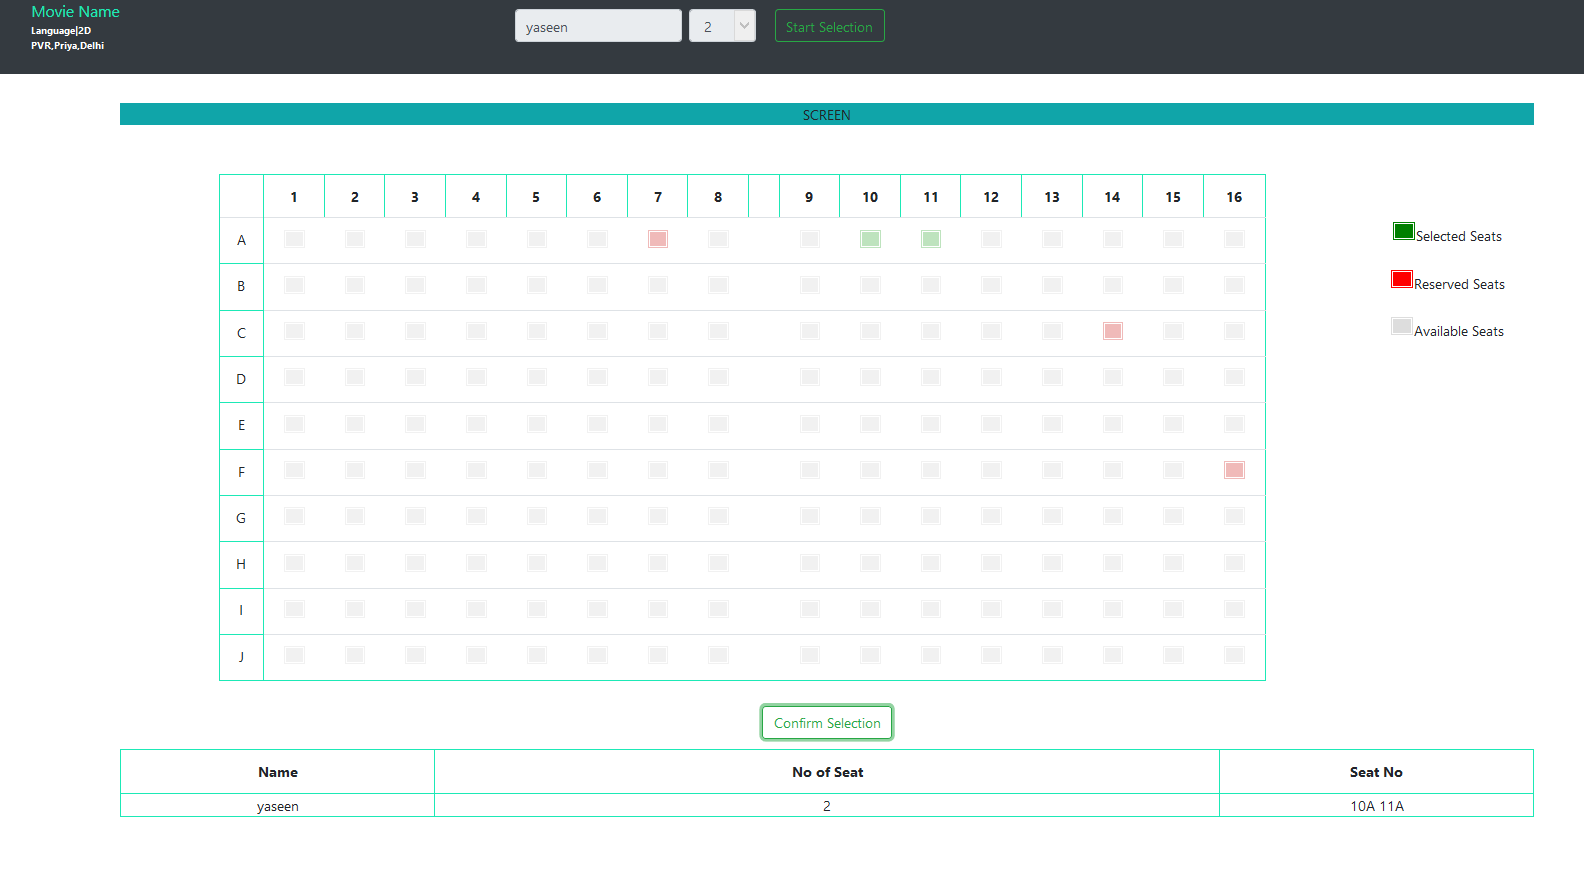 Movie Name
Language|2D
PVR,Priya,Delhi
yaseen 2 Start Selection
SCREEN
1 2 3 4 5 6 7 8 9 10 11 12 13 14 15 16
A
Selected Seats
B
Reserved Seats
C
Available Seats
D
E
F
G
H
I
J
Confirm Selection
Name No of Seat Seat No
yaseen 2 10A 11A